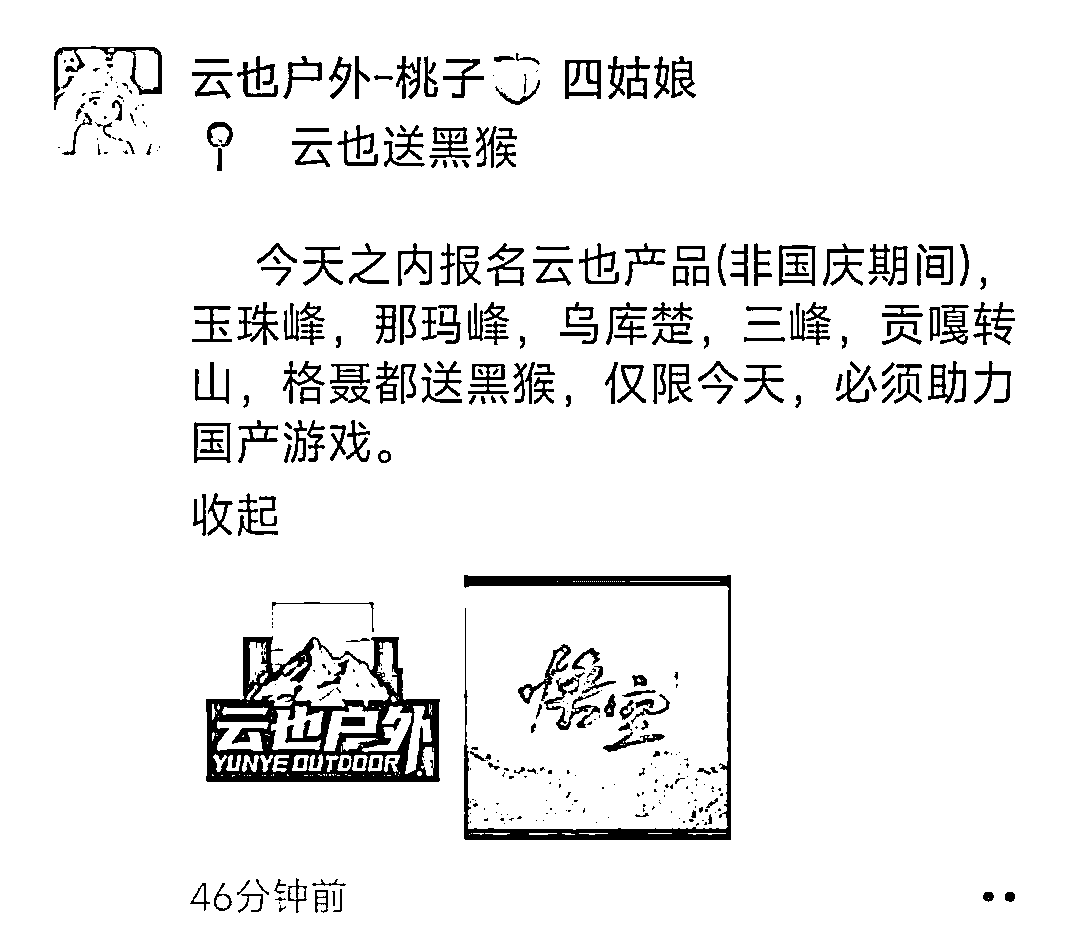 云也户外-桃子🍑 四姑娘
云也送黑猴
今天之内报名云也产品(非国庆期间)，
玉珠峰，那玛峰，乌库楚，三峰，贡嘎转
山，格聂都送黑猴，仅限今天，必须助力
国产游戏。
收起
云也户外
YUNYE OUTDOOR
悟空
46分钟前